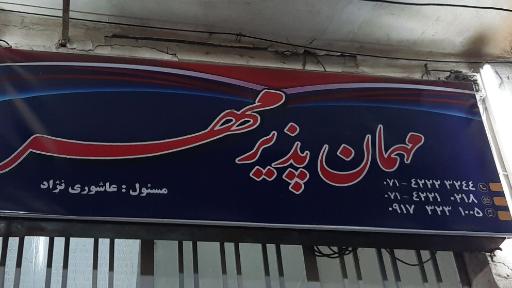 مهمان پذیر مهر
۰۷۱ - ۴۲۲۲ ۳۲۴۴
۰۷۱ - ۴۲۲۱ ۰۲۱۸
۰۹۱۷ ۳۲۳ ۱۰۰۵
مسئول : عاشوری نژاد